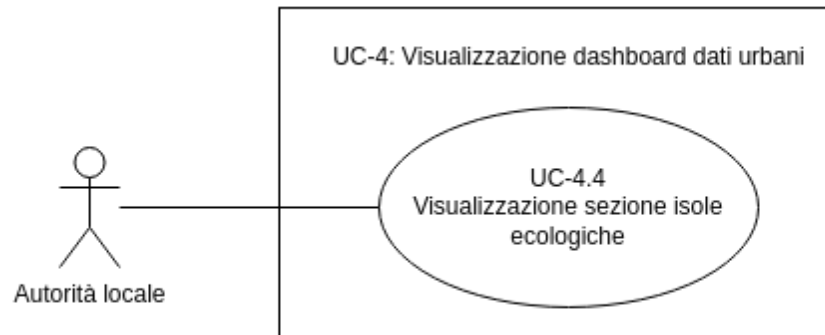 UC-4: Visualizzazione dashboard dati urbani
UC-4.4
Visualizzazione sezione isole
ecologiche
Autorità locale